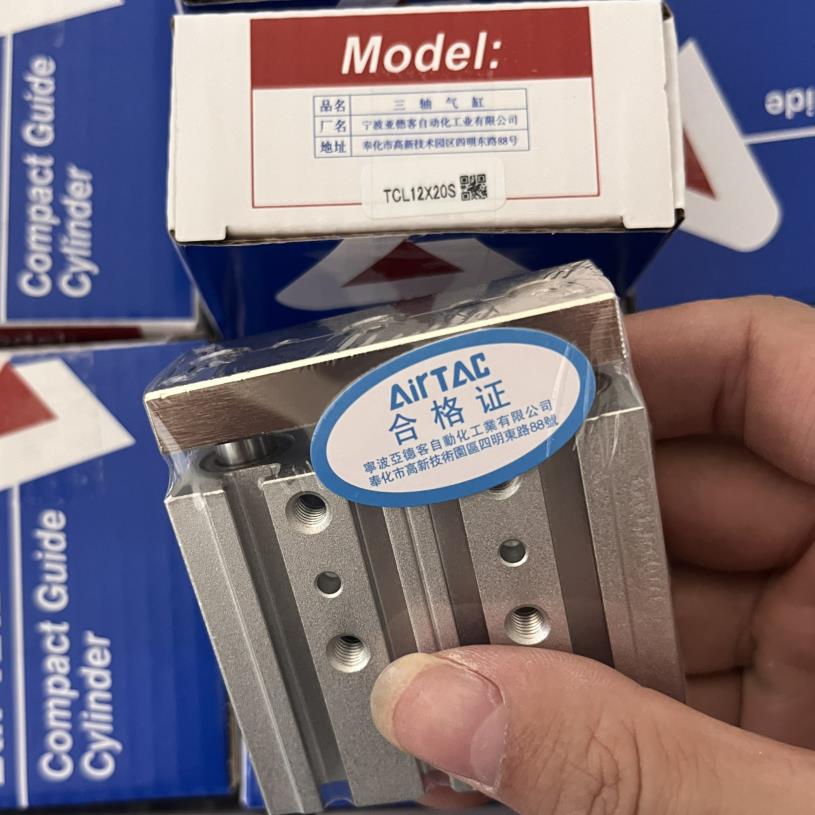 Model:
品名 三轴气缸
厂名 宁波亚德客自动化工业有限公司
地址 奉化市高新技术园区四明东路88号
TCL12X20S
AirTAC
合格证
寧波亞德客自動化工業有限公司
奉化市高新技術園區四明東路88號
Compact Guide
Cylinder
Compact Guide
Cylinder
ide